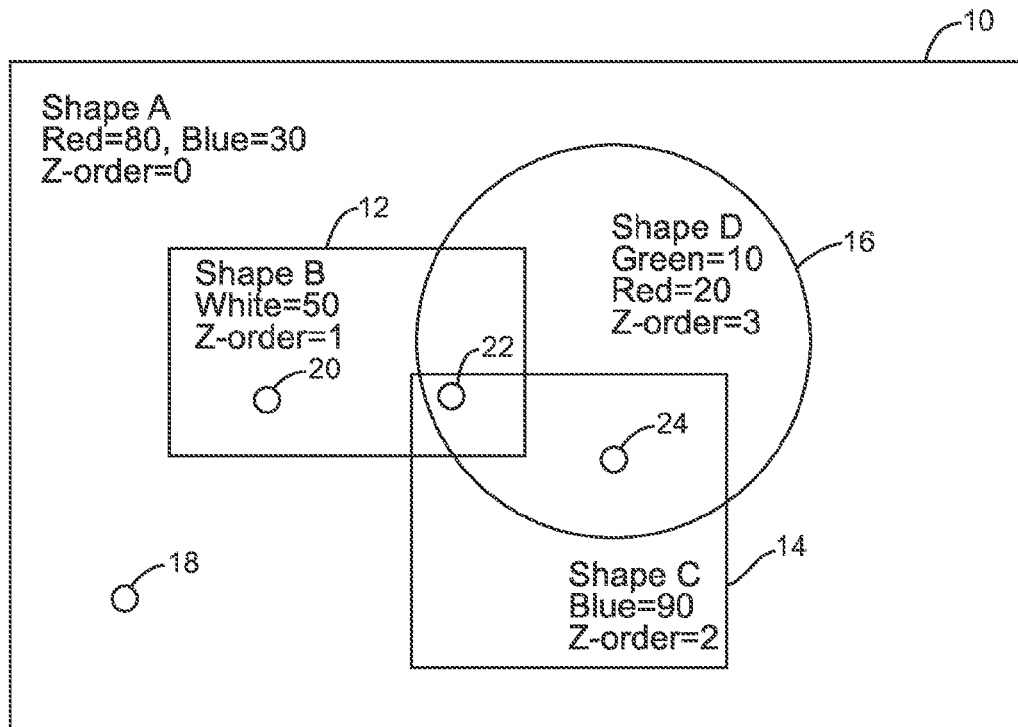 10
Shape A
Red=80, Blue=30
Z-order=0
12
Shape B
White=50
Z-order=1
Shape D
Green=10
Red=20
Z-order=3
16
20
22
24
18
14
Shape C
Blue=90
Z-order=2